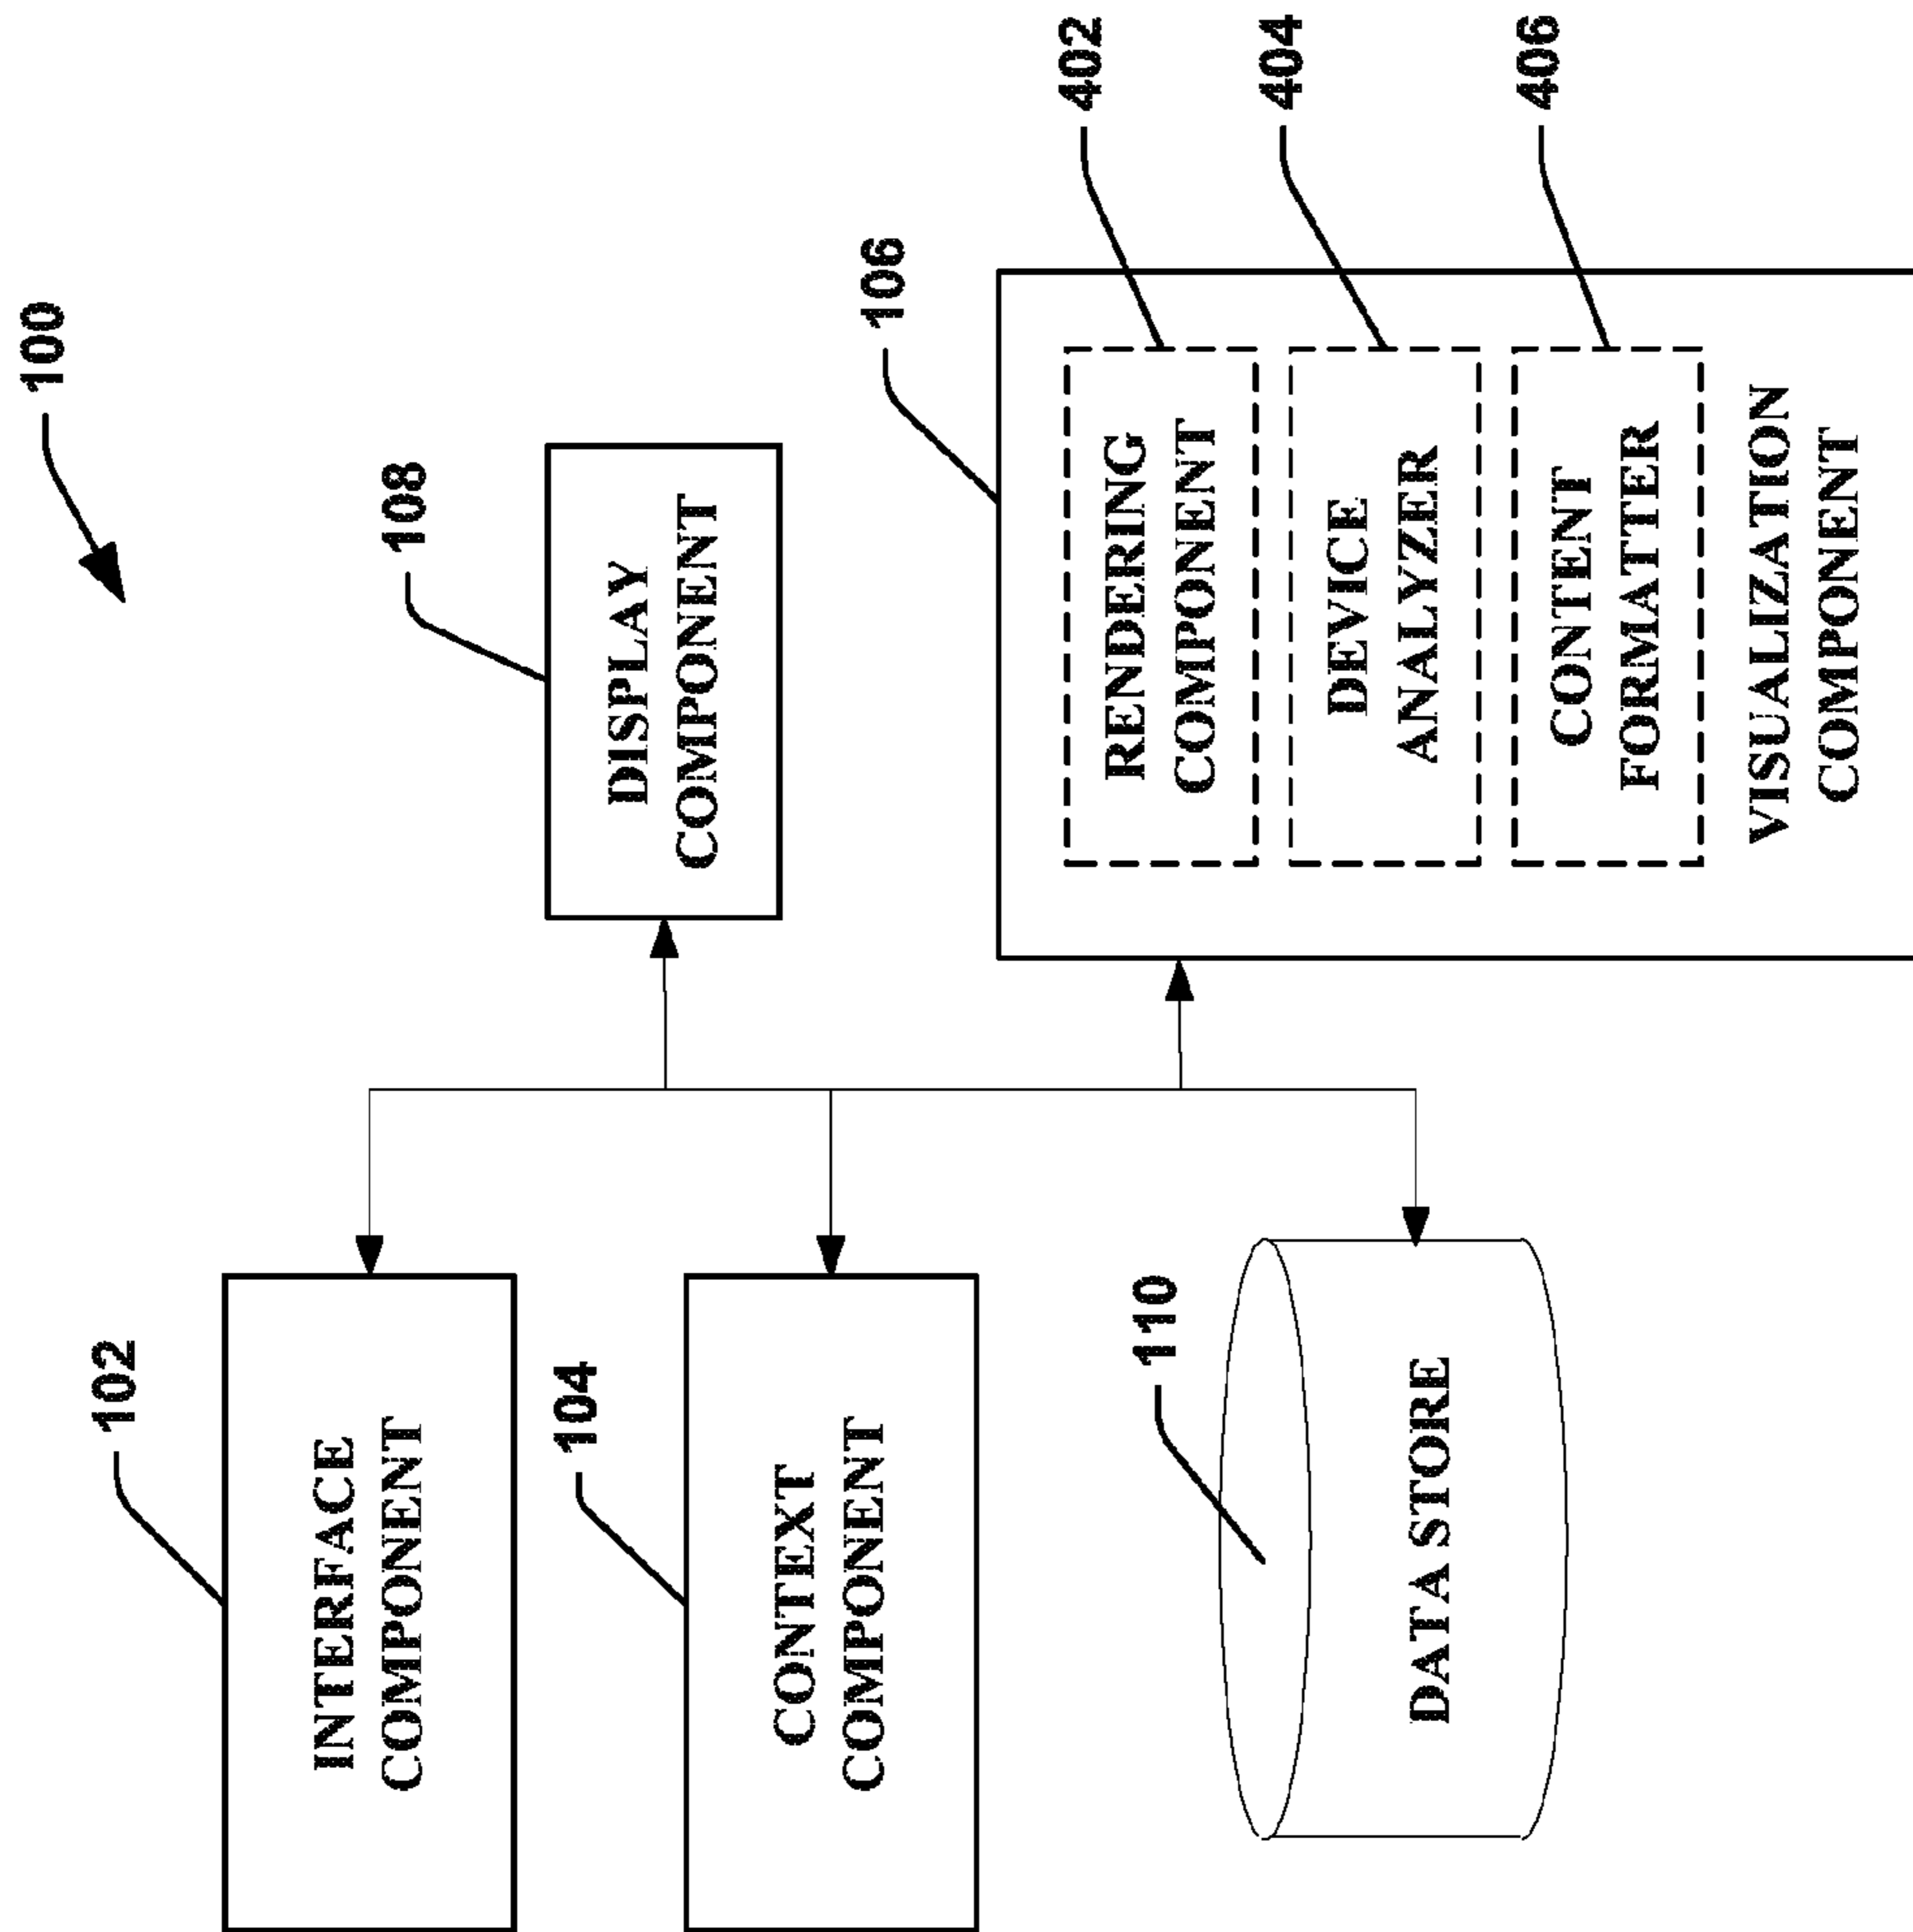 100
102
INTERFACE
COMPONENT
108
DISPLAY
COMPONENT
104
CONTEXT
COMPONENT
106
RENDERING
COMPONENT
402
DEVICE
ANALYZER
404
CONTENT
FORMATTER
406
VISUALIZATION
COMPONENT
110
DATA STORE